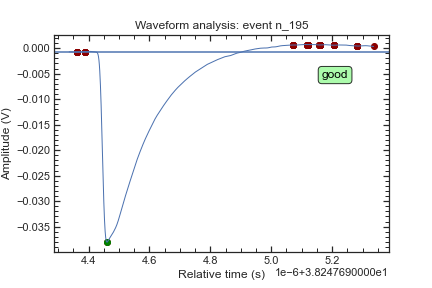 Waveform analysis: event n_195
0.000
−0.005
−0.010
−0.015
−0.020
−0.025
−0.030
−0.035
Amplitude (V)
good
4.4
4.6
4.8
5.0
5.2
Relative time (s)
1e−6+3.8247690000e1